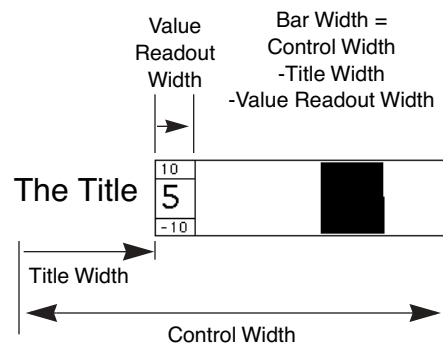 Value
Readout
Width
Bar Width =
Control Width
-Title Width
-Value Readout Width
The Title
10
5
-10
Title Width
Control Width